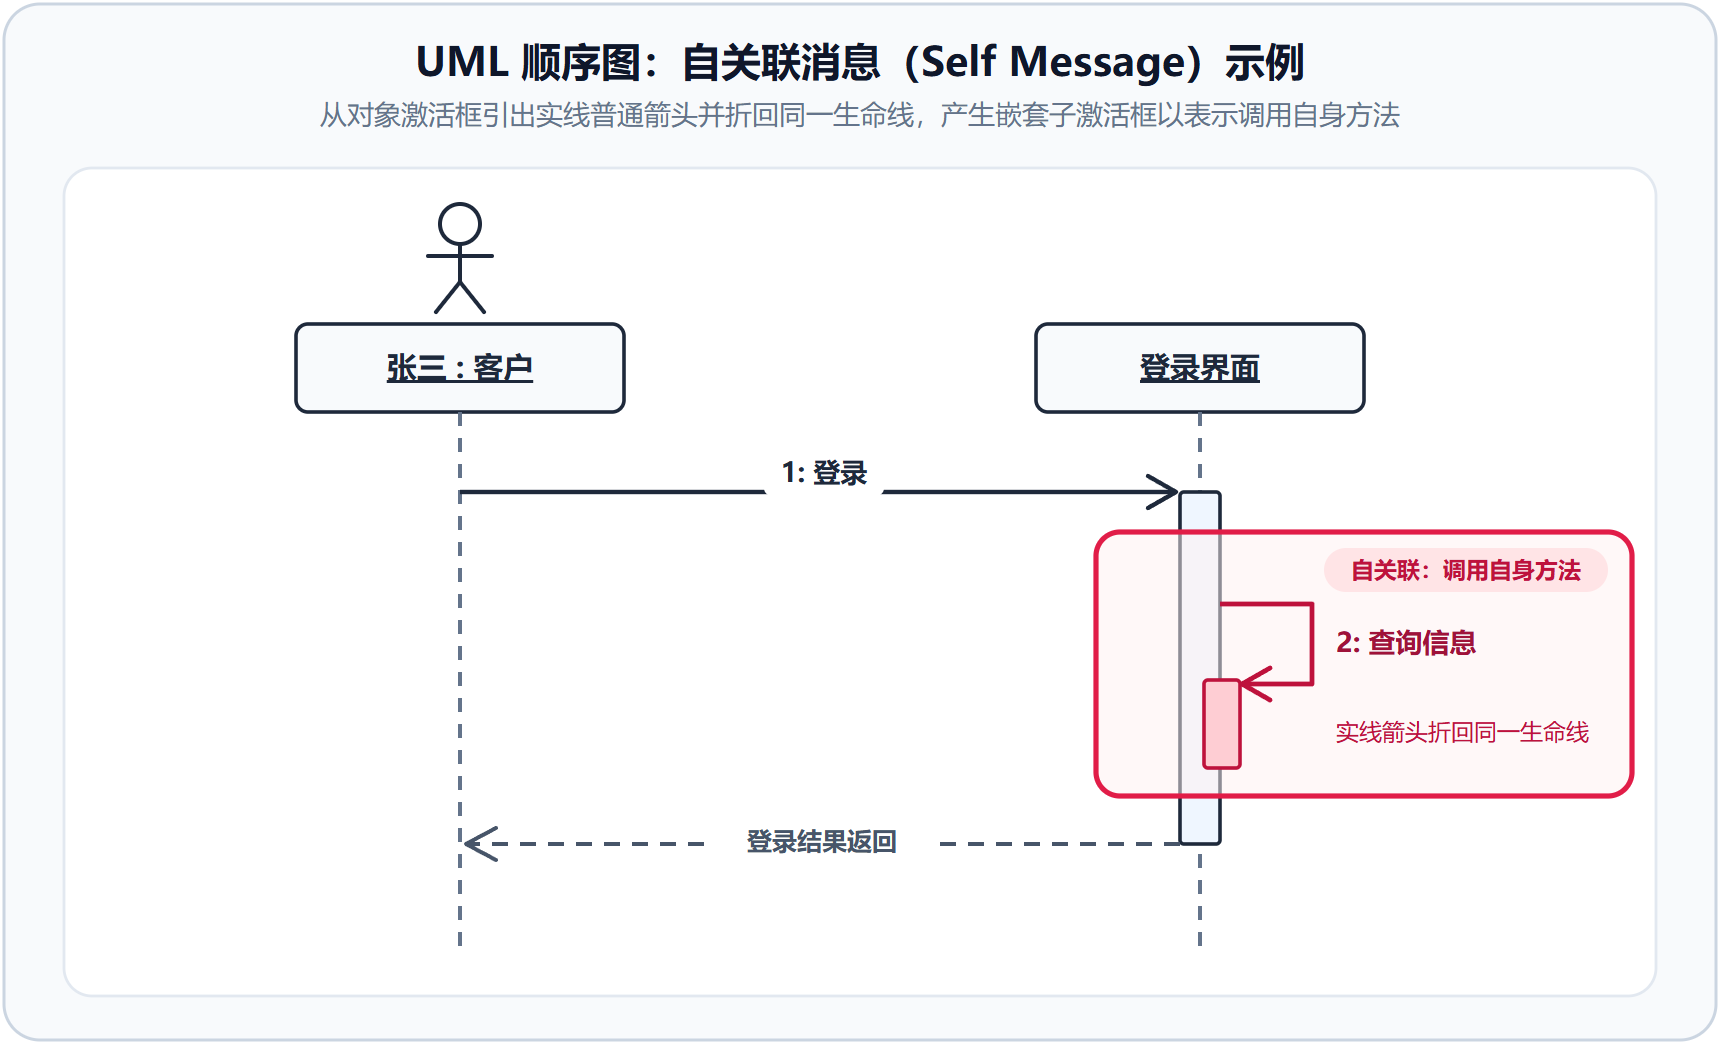 UML 顺序图：自关联消息（Self Message）示例
从对象激活框引出实线普通箭头并折回同一生命线，产生嵌套子激活框以表示调用自身方法
张三 : 客户
登录界面
1: 登录
自关联：调用自身方法
2: 查询信息
实线箭头折回同一生命线
登录结果返回